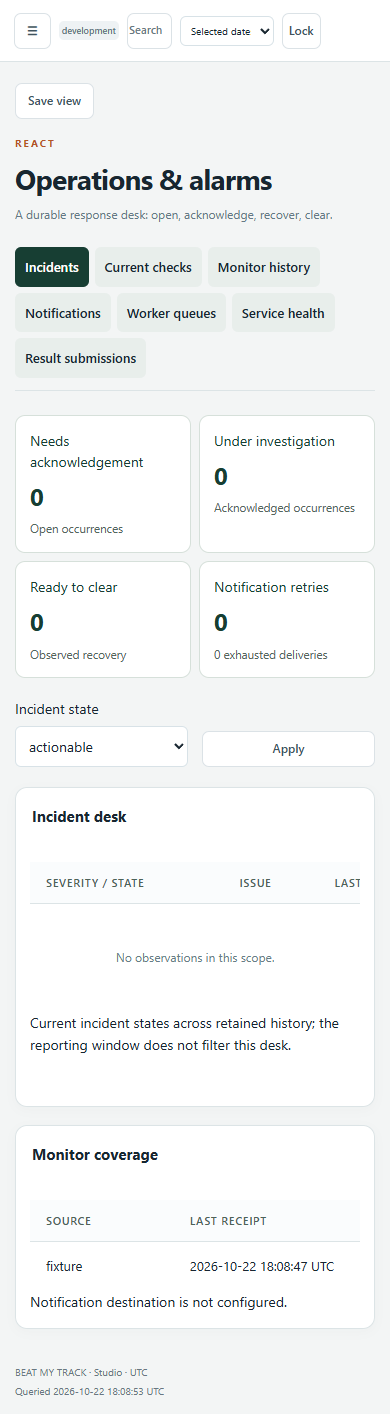 ☰ development Search Selected date Lock
Save view
REACT
Operations & alarms
A durable response desk: open, acknowledge, recover, clear.
Incidents Current checks Monitor history
Notifications Worker queues Service health
Result submissions
Needs
acknowledgement
0
Open occurrences
Under investigation
0
Acknowledged occurrences
Ready to clear
0
Observed recovery
Notification retries
0
0 exhausted deliveries
Incident state
actionable Apply
Incident desk
SEVERITY / STATE ISSUE LAST
No observations in this scope.
Current incident states across retained history; the
reporting window does not filter this desk.
Monitor coverage
SOURCE LAST RECEIPT
fixture 2026-10-22 18:08:47 UTC
Notification destination is not configured.
BEAT MY TRACK · Studio · UTC
Queried 2026-10-22 18:08:53 UTC